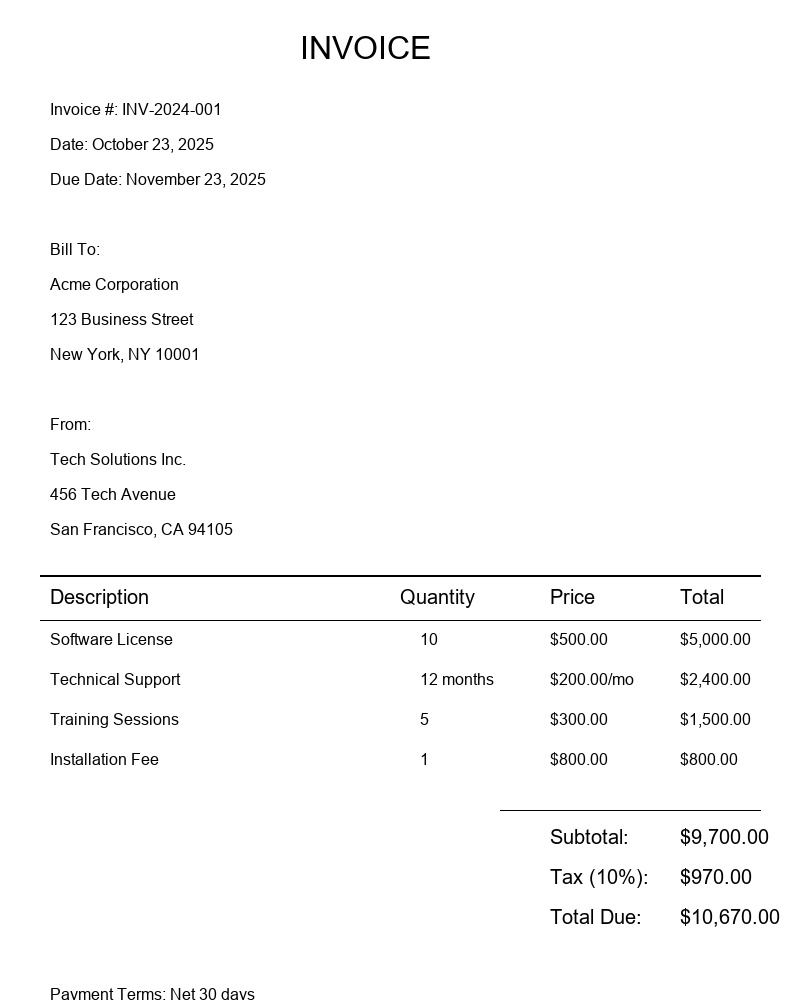 INVOICE
Invoice #: INV-2024-001
Date: October 23, 2025
Due Date: November 23, 2025
Bill To:
Acme Corporation
123 Business Street
New York, NY 10001
From:
Tech Solutions Inc.
456 Tech Avenue
San Francisco, CA 94105
Description Quantity Price Total
Software License 10 $500.00 $5,000.00
Technical Support 12 months $200.00/mo $2,400.00
Training Sessions 5 $300.00 $1,500.00
Installation Fee 1 $800.00 $800.00
Subtotal: $9,700.00
Tax (10%): $970.00
Total Due: $10,670.00
Payment Terms: Net 30 days